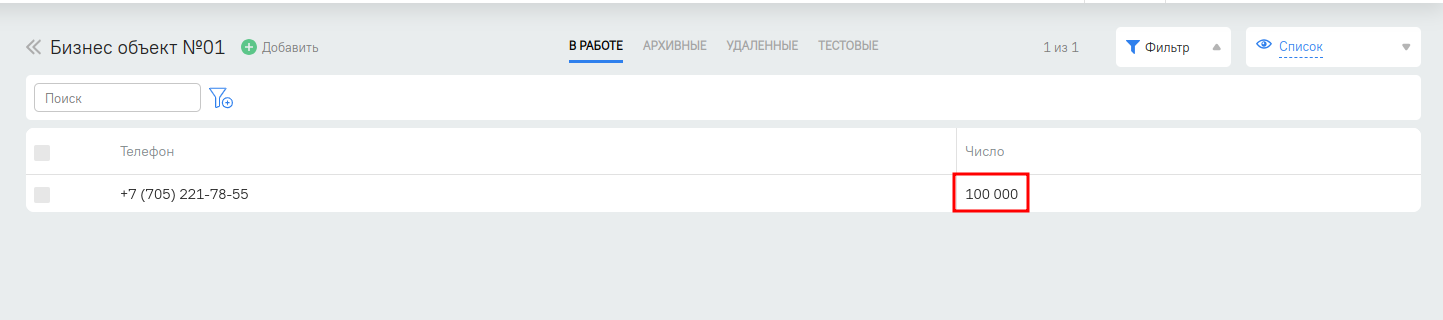 Бизнес объект №01 Добавить В РАБОТЕ АРХИВНЫЕ УДАЛЕННЫЕ ТЕСТОВЫЕ 1 из 1 Фильтр Список
Поиск
Телефон Число
+7 (705) 221-78-55 100 000